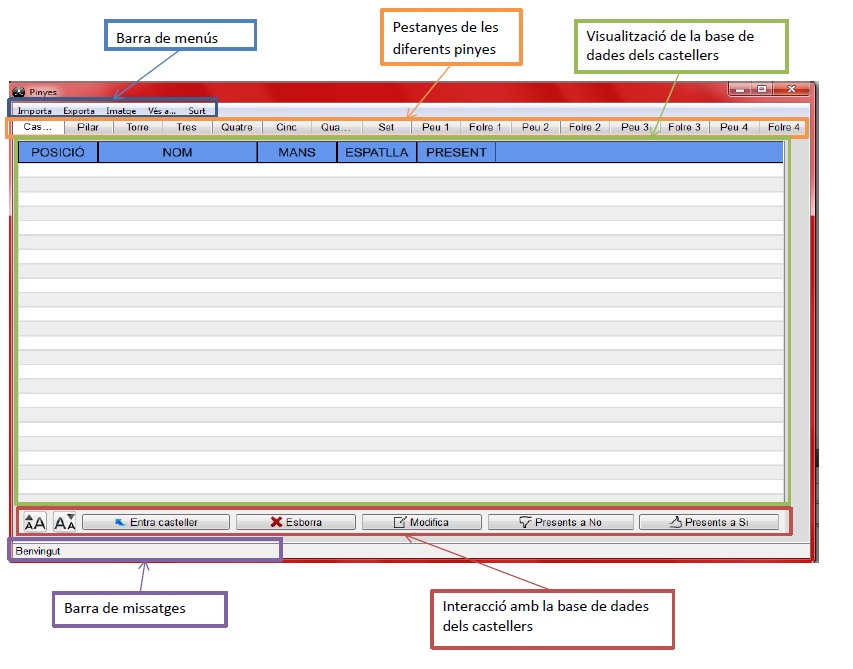 Barra de menús
Pestanyes de les
diferents pinyes
Visualització de la base de
dades dels castellers
Pinyes
Importa Exporta Imatge Vés a... Surt
Cas... Pilar Torre Tres Quatre Cinc Qua... Set Peu 1 Folre 1 Peu 2 Folre 2 Peu 3 Folre 3 Peu 4 Folre 4
POSICIÓ NOM MANS ESPATLLA PRESENT
AA AA Entra casteller Esborra Modifica Presents a No Presents a Si
Benvingut
Barra de missatges
Interacció amb la base de dades
dels castellers